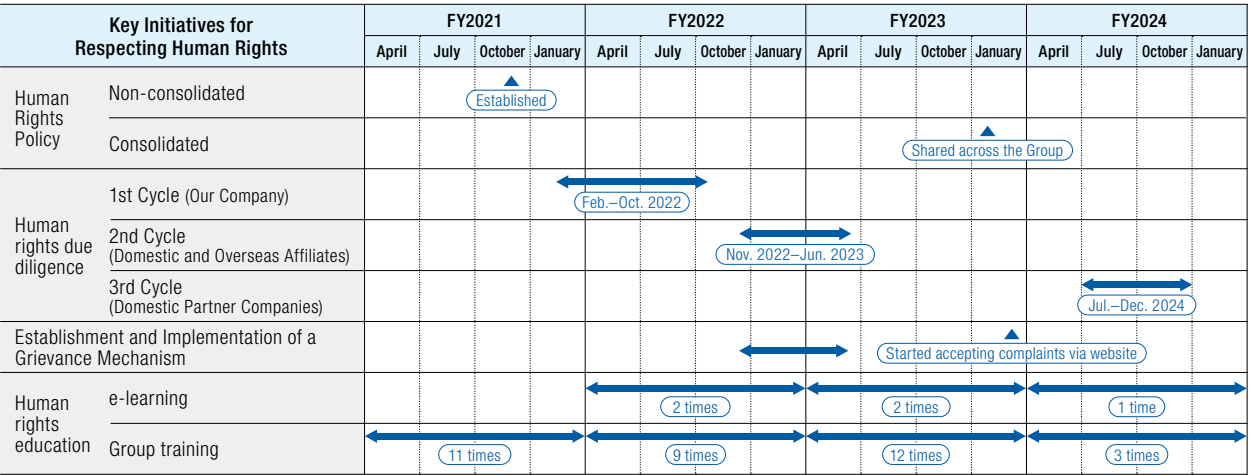 Key Initiatives for
Respecting Human Rights
FY2021
FY2022
FY2023
FY2024
April July October January April July October January April July October January April July October January
Human
Rights
Policy
Non-consolidated
Established
Consolidated
Shared across the Group
Human
rights due
diligence
1st Cycle (Our Company)
Feb.–Oct. 2022
2nd Cycle
(Domestic and Overseas Affiliates)
Nov. 2022–Jun. 2023
3rd Cycle
(Domestic Partner Companies)
Jul.–Dec. 2024
Establishment and Implementation of a
Grievance Mechanism
Started accepting complaints via website
Human
rights
education
e-learning
2 times
2 times
1 time
Group training
11 times
9 times
12 times
3 times